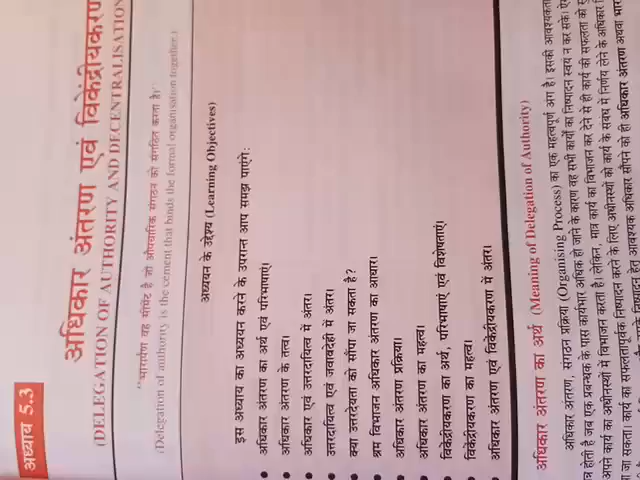 अध्याय 5.3
अधिकार अंतरण एवं विकेंद्रीयकरण
(DELEGATION OF AUTHORITY AND DECENTRALISATION
"भारार्पण वह सीमेंट है जो औपचारिक संगठन को संगठित करता है।"
(Delegation of authority is the cement that binds the formal organisation together.)
अध्ययन के उद्देश्य (Learning Objectives)
इस अध्याय का अध्ययन करने के उपरान्त आप समझ पाएंगे:
• अधिकार अंतरण का अर्थ एवं परिभाषाएं।
• अधिकार अंतरण के तत्व।
• अधिकार एवं उत्तरदायित्व में अंतर।
• उत्तरदायित्व एवं जवाबदेही में अंतर।
• क्या उत्तरदेयता को सौंपा जा सकता है?
• श्रम विभाजन अधिकार अंतरण का आधार।
• अधिकार अंतरण प्रक्रिया।
• अधिकार अंतरण का महत्व।
• विकेंद्रीयकरण का अर्थ, परिभाषाएं एवं विशेषताएं।
• विकेंद्रीयकरण का महत्व।
• अधिकार अंतरण एवं विकेंद्रीयकरण में अंतर।
अधिकार अंतरण का अर्थ (Meaning of Delegation of Authority)
अधिकार अंतरण, संगठन प्रक्रिया (Organising Process) का एक महत्वपूर्ण अंग है। इसकी आवश्यकता
होती है जब एक प्रबन्धक के पास कार्यभार अधिक हो जाने के कारण वह सभी कार्यों का निष्पादन स्वयं न कर सके।
अपने कार्य का अधीनस्थों में विभाजन करता है। लेकिन, मात्र कार्य का विभाजन कर देने से ही कार्य की सफलता को
जा सकता। कार्य का सफलतापूर्वक निष्पादन करने के लिए अधीनस्थों को कार्य के संबंध में निर्णय लेने के अधिकार
हेतु आवश्यक अधिकार सौंपने को ही अधिकार अंतरण अथवा